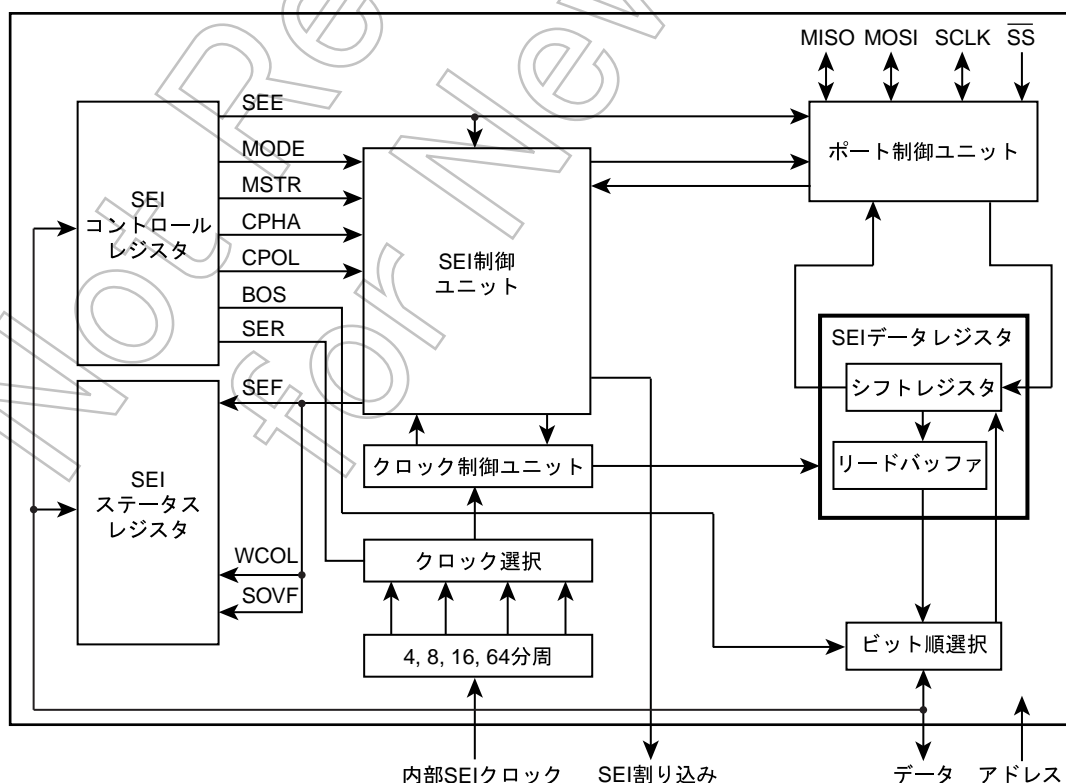 MISO MOSI SCLK SS
SEE
MODE
MSTR
CPHA
CPOL
BOS
SER
SEI
コントロール
レジスタ
SEI制御
ユニット
ポート制御ユニット
SEIデータレジスタ
シフトレジスタ
リードバッファ
SEF
クロック制御ユニット
SEI
ステータス
レジスタ
WCOL
SOVF
クロック選択
4, 8, 16, 64分周
ビット順選択
内部SEIクロック
SEI割り込み
データ
アドレス
Not Re
for New